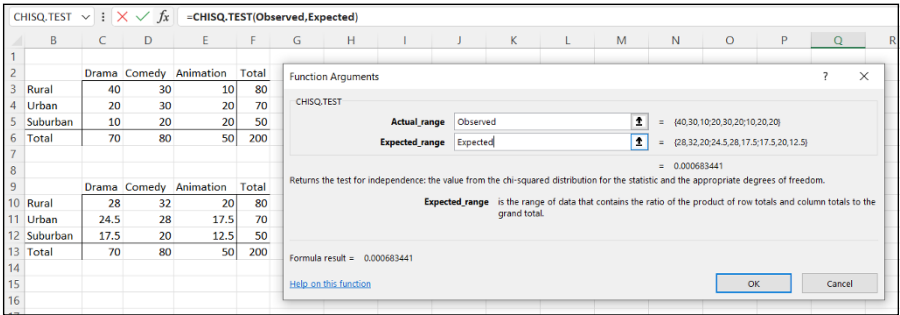 CHISQ.TEST fx =CHISQ.TEST(Observed,Expected)
B C D E F G H I J K L M N O P Q R
1
2 Drama Comedy Animation Total
3 Rural 40 30 10 80
4 Urban 20 30 20 70
5 Suburban 10 20 20 50
6 Total 70 80 50 200
7
8
9 Drama Comedy Animation Total
10 Rural 28 32 20 80
11 Urban 24.5 28 17.5 70
12 Suburban 17.5 20 12.5 50
13 Total 70 80 50 200
14
15
16
Function Arguments ? ×
CHISQ.TEST
Actual_range Observed = {40,30,10;20,30,20;10,20,20}
Expected_range Expected = {28,32,20;24.5,28,17.5;17.5,20,12.5}
= 0.000683441
Returns the test for independence: the value from the chi-squared distribution for the statistic and the appropriate degrees of freedom.
Expected_range is the range of data that contains the ratio of the product of row totals and column totals to the
grand total.
Formula result = 0.000683441
Help on this function OK Cancel